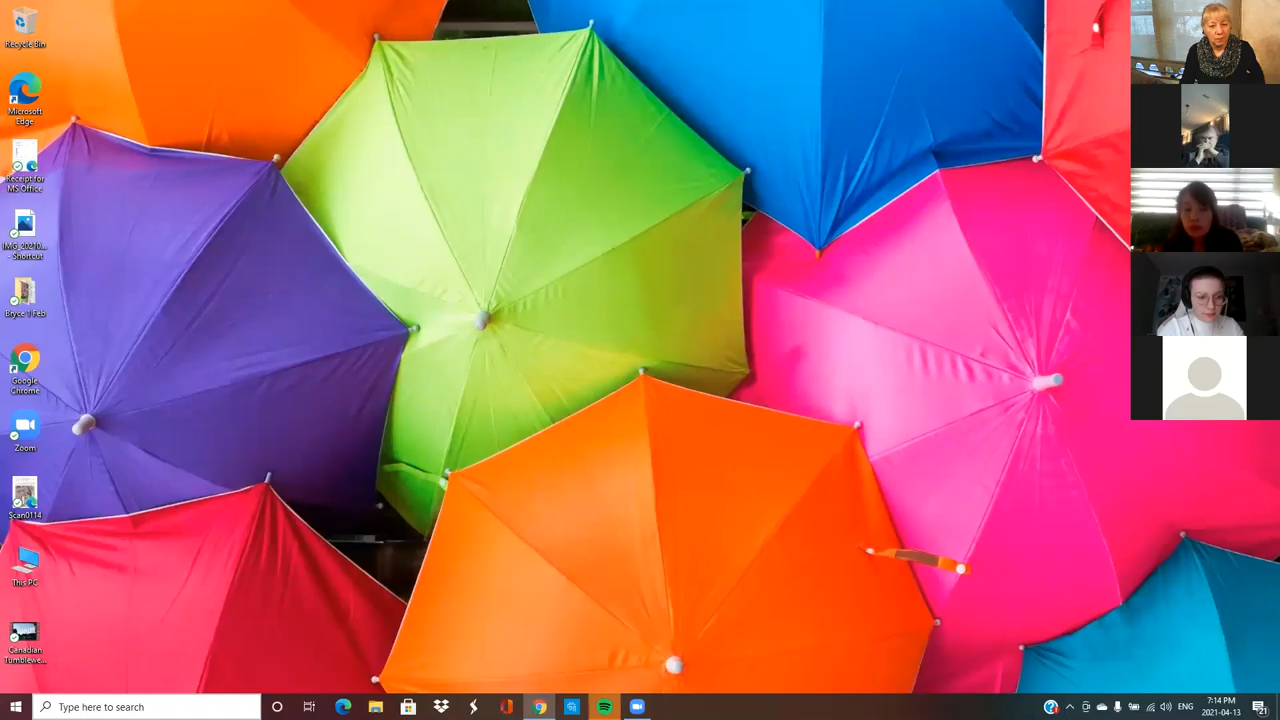 Recycle Bin
Microsoft
Edge
Receipt for
MS Office
IMG_20210...
- Shortcut
Bryce 1 Feb
Google
Chrome
Zoom
Scan0114
This PC
Canadian
Tumblewe...
Type here to search
ENG
7:14 PM
2021-04-13
21